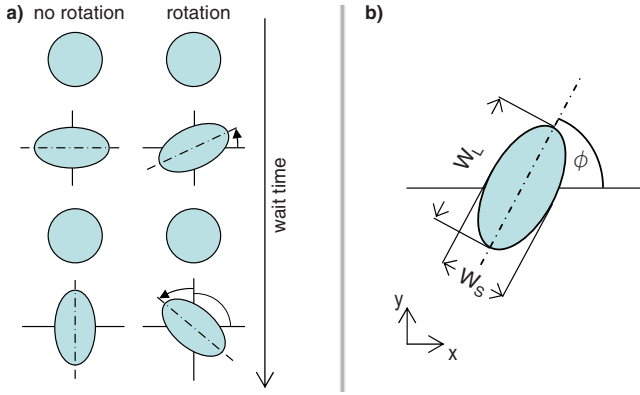 a) no rotation rotation
wait time
b)
W_L
ϕ
W_S
y
x